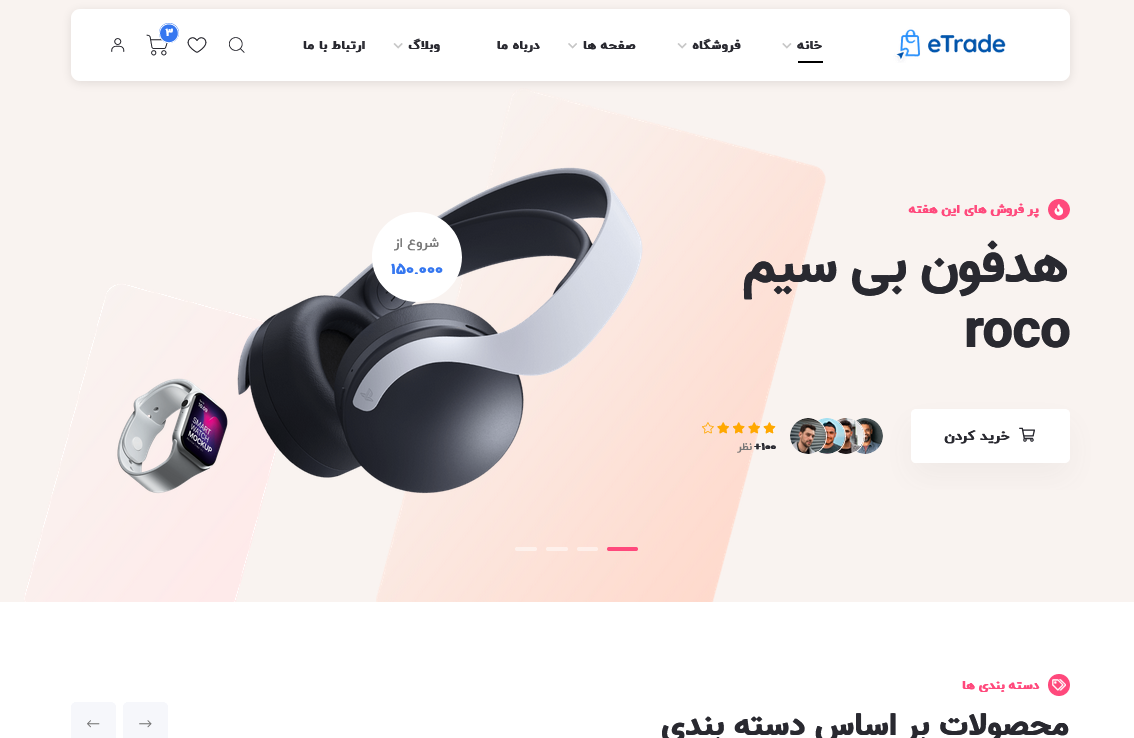 eTrade
خانه
فروشگاه
صفحه ها
درباه ما
وبلاگ
ارتباط با ما
۳
پر فروش های این هفته
هدفون بی سیم
roco
شروع از
۱۵۰.۰۰۰
خرید کردن
۱۰۰+ نظر
SMART
WATCH
MOCKUP
دسته بندی ها
محصولات بر اساس دسته بندی